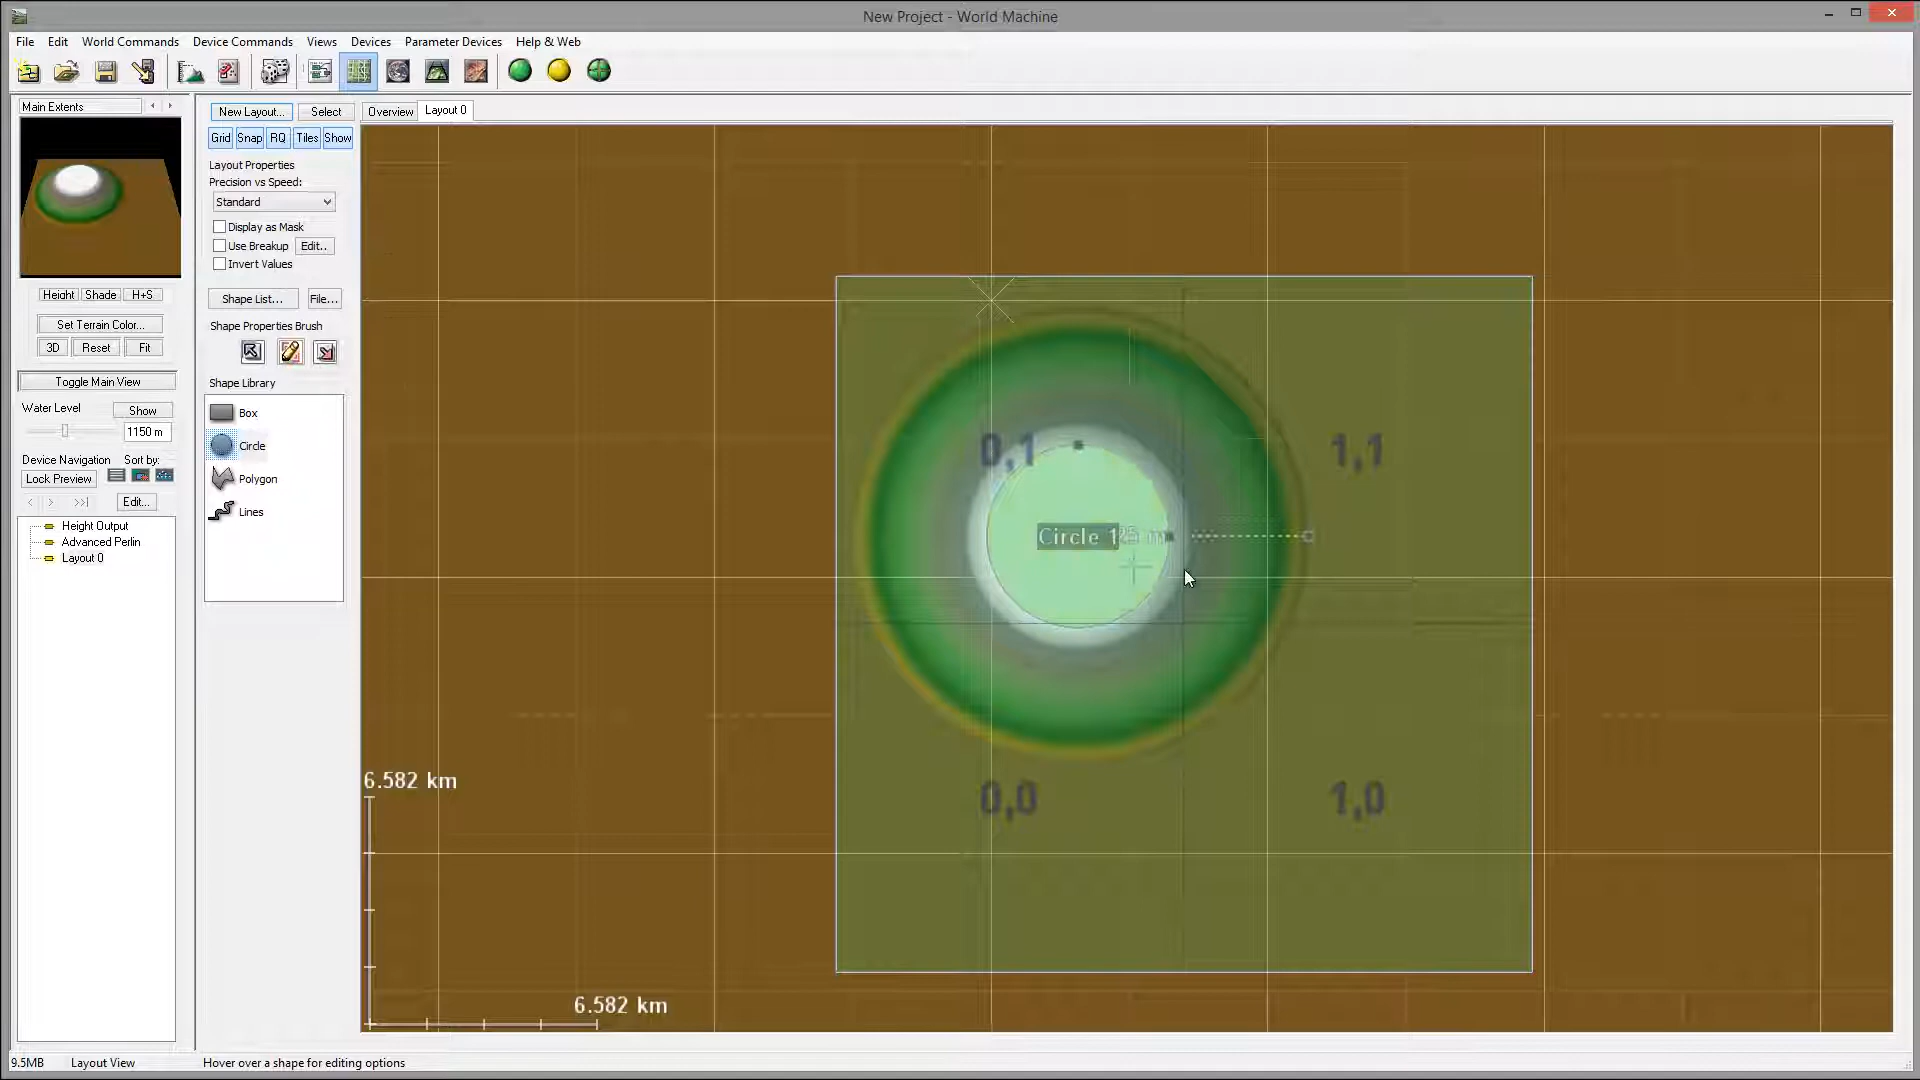 New Project - World Machine
File Edit World Commands Device Commands Views Devices Parameter Devices Help & Web
Main Extents
New Layout... Select Overview Layout 0
Grid Snap RQ Tiles Show
Layout Properties
Precision vs Speed:
Standard
Display as Mask
Use Breakup Edit..
Invert Values
Height Shade H+S
Shape List... File...
Set Terrain Color...
Shape Properties Brush
3D Reset Fit
Toggle Main View
Shape Library
Water Level Show
1150 m
Box
Circle
Polygon
Lines
Device Navigation Sort by:
Lock Preview
Edit...
Height Output
Advanced Perlin
Layout 0
0,1 1,1
Circle 1
0,0 1,0
6.582 km
6.582 km
9.5MB Layout View Hover over a shape for editing options